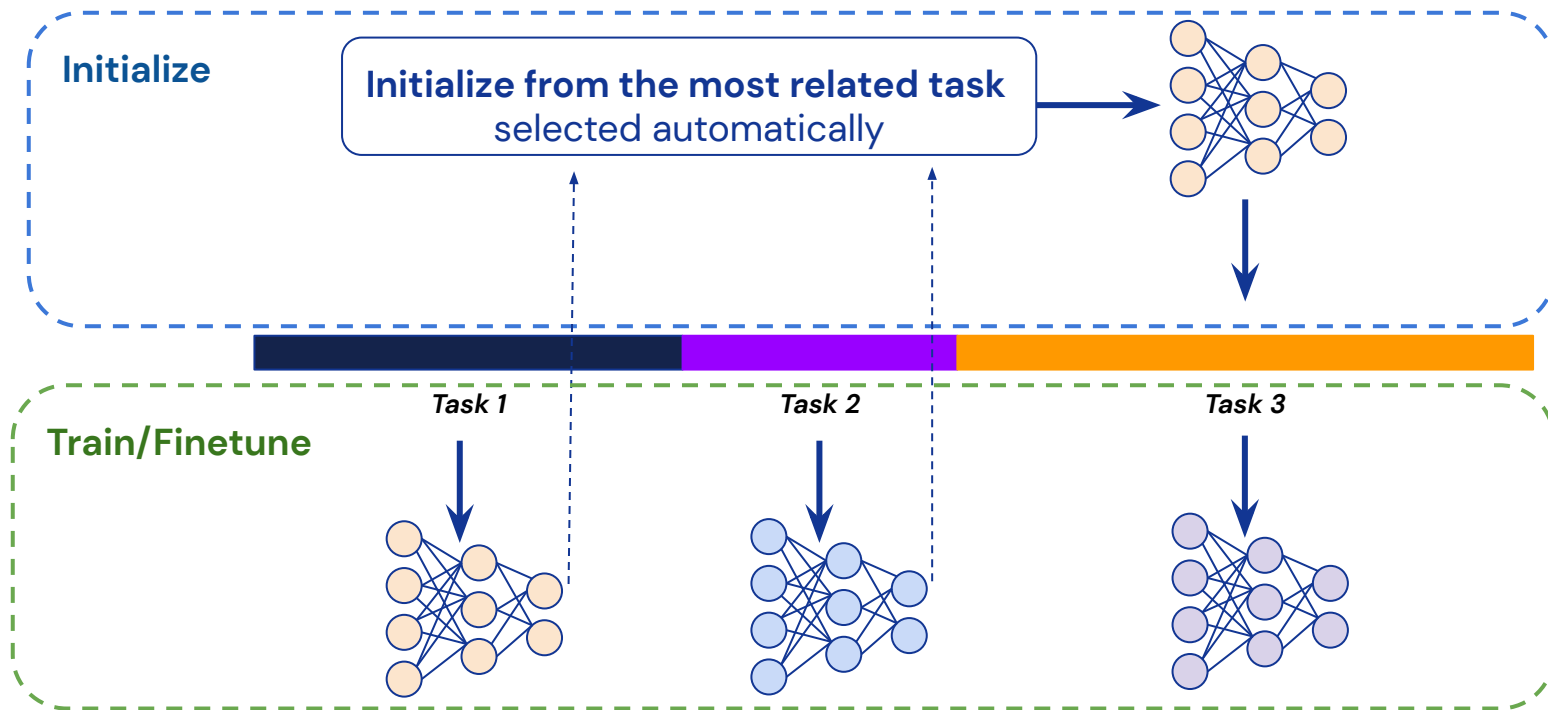 Initialize
Initialize from the most related task
selected automatically
Task 1
Task 2
Task 3
Train/Finetune